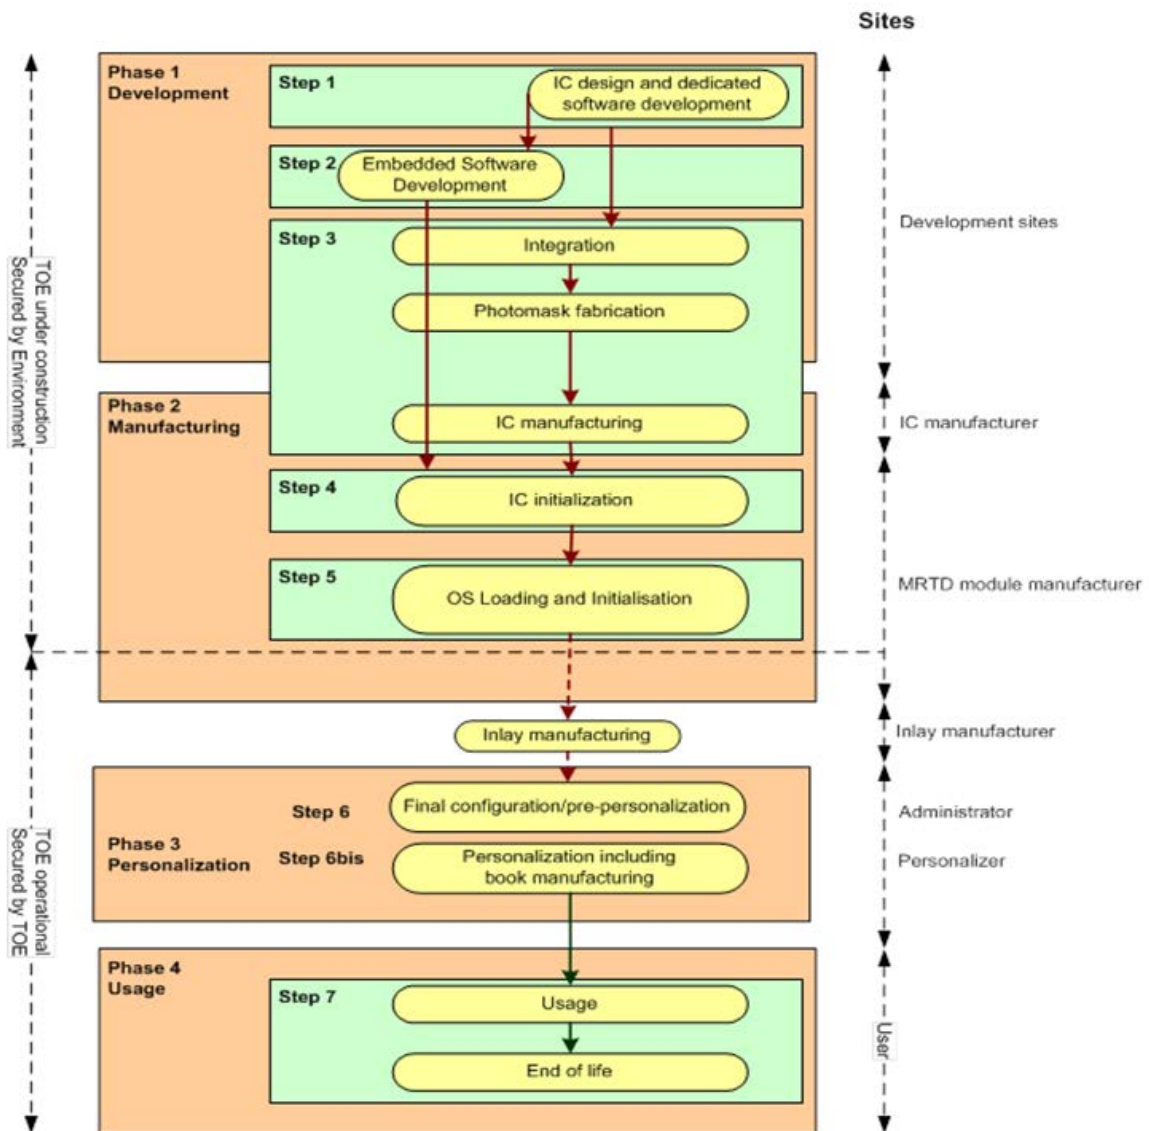 Sites
Phase 1
Development
Step 1
IC design and dedicated
software development
Step 2
Embedded Software
Development
Step 3
Integration
Photomask fabrication
Development sites
TOE under construction
Secured by Environment
Phase 2
Manufacturing
IC manufacturing
IC manufacturer
Step 4
IC initialization
Step 5
OS Loading and Initialisation
MRTD module manufacturer
Inlay manufacturing
Inlay manufacturer
Phase 3
Personalization
Step 6
Final configuration/pre-personalization
Administrator
Step 6bis
Personalization including
book manufacturing
Personalizer
TOE operational
Secured by TOE
Phase 4
Usage
Step 7
Usage
End of life
User